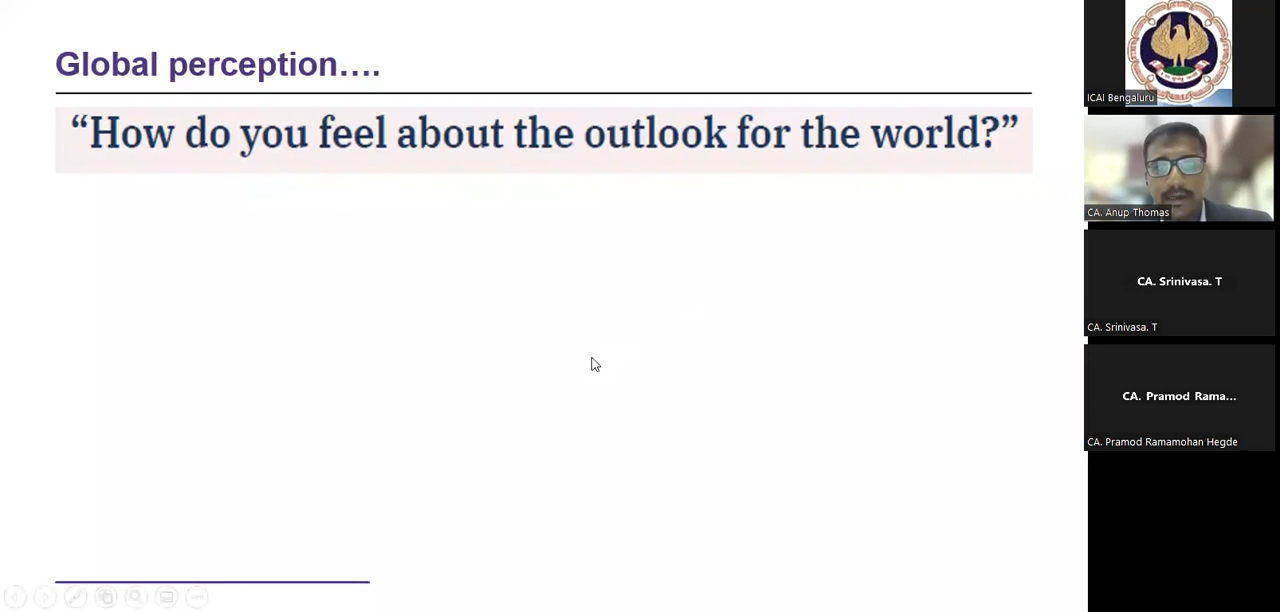 Global perception….
“How do you feel about the outlook for the world?”
ICAI Bengaluru
CA. Anup Thomas
CA. Srinivasa. T
CA. Srinivasa. T
CA. Pramod Rama...
CA. Pramod Ramamohan Hegde